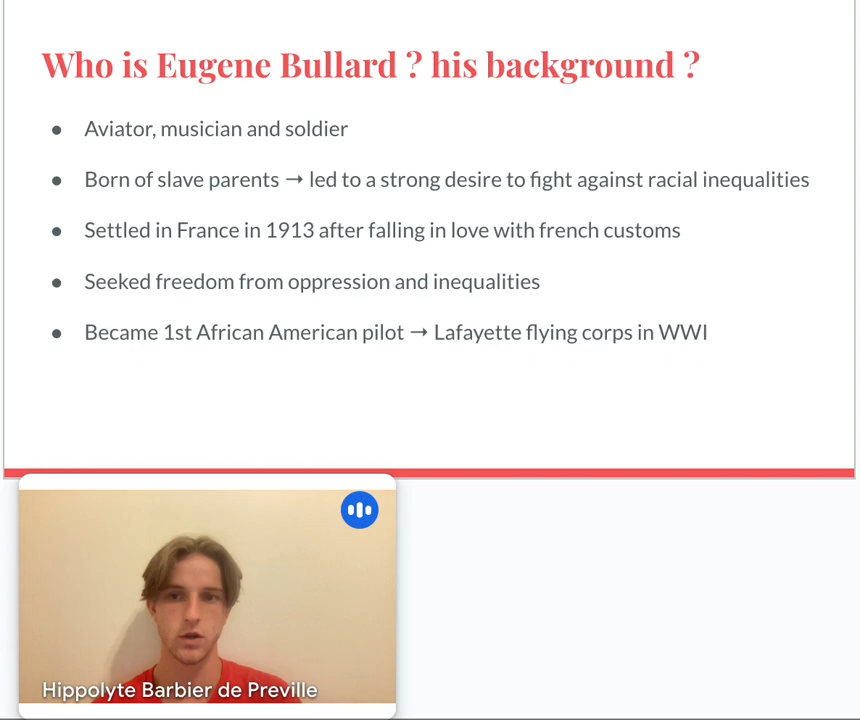 Who is Eugene Bullard ? his background ?
● Aviator, musician and soldier
● Born of slave parents → led to a strong desire to fight against racial inequalities
● Settled in France in 1913 after falling in love with french customs
● Seeked freedom from oppression and inequalities
● Became 1st African American pilot → Lafayette flying corps in WWI
Hippolyte Barbier de Preville